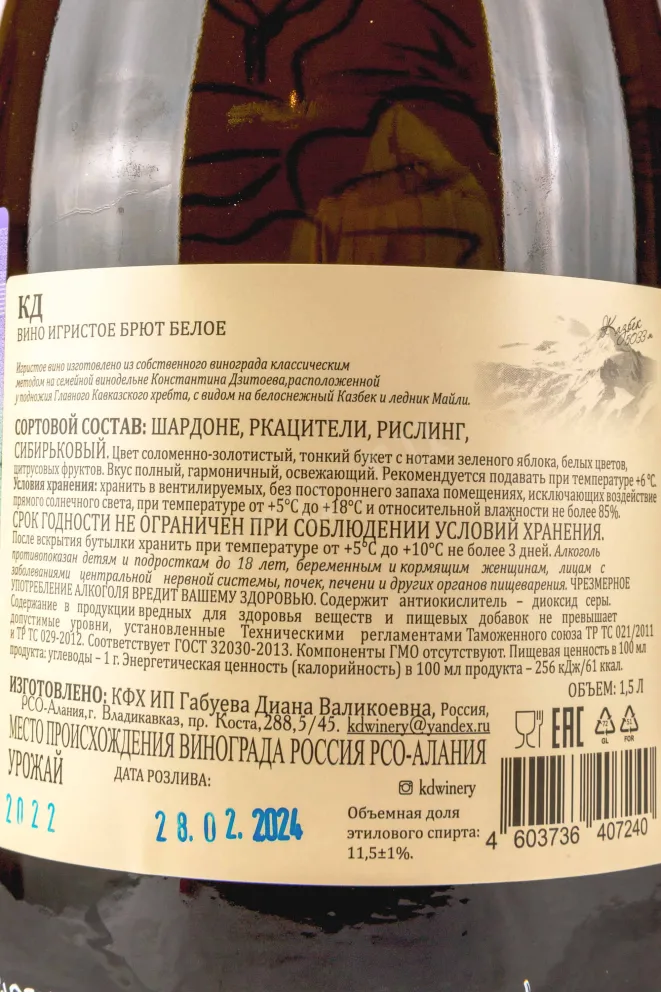 КД
ВИНО ИГРИСТОЕ БРЮТ БЕЛОЕ
Казбек
5033 м
Игристое вино изготовлено из собственного винограда классическим
методом на семейной винодельне Константина Дзитоева,расположенной
у подножия Главного Кавказского хребта, с видом на белоснежный Казбек и ледник Майли.
СОРТОВОЙ СОСТАВ: ШАРДОНЕ, РКАЦИТЕЛИ, РИСЛИНГ,
СИБИРЬКОВЫЙ. Цвет соломенно-золотистый, тонкий букет с нотами зеленого яблока, белых цветов,
цитрусовых фруктов. Вкус полный, гармоничный, освежающий. Рекомендуется подавать при температуре +6 °С.
Условия хранения: хранить в вентилируемых, без постороннего запаха помещениях, исключающих воздействие
прямого солнечного света, при температуре от +5°С до +18°С и относительной влажности не более 85%.
СРОК ГОДНОСТИ НЕ ОГРАНИЧЕН ПРИ СОБЛЮДЕНИИ УСЛОВИЙ ХРАНЕНИЯ.
После вскрытия бутылки хранить при температуре от +5°С до +10°С не более 3 дней. Алкоголь
противопоказан детям и подросткам до 18 лет, беременным и кормящим женщинам, лицам с
заболеваниями центральной нервной системы, почек, печени и других органов пищеварения. ЧРЕЗМЕРНОЕ
УПОТРЕБЛЕНИЕ АЛКОГОЛЯ ВРЕДИТ ВАШЕМУ ЗДОРОВЬЮ. Содержит антиокислитель – диоксид серы.
Содержание в продукции вредных для здоровья веществ и пищевых добавок не превышает
допустимые уровни, установленные Техническими регламентами Таможенного союза ТР ТС 021/2011
и ТР ТС 029-2012. Соответствует ГОСТ 32030-2013. Компоненты ГМО отсутствуют. Пищевая ценность в 100 мл
продукта: углеводы – 1 г. Энергетическая ценность (калорийность) в 100 мл продукта – 256 кДж/61 ккал.
ОБЪЕМ: 1,5 Л
ИЗГОТОВЛЕНО: КФХ ИП Габуева Диана Валикоевна, Россия,
РСО-Алания,г. Владикавказ, пр. Коста,288,5/45. kdwinery@yandex.ru
EAC
GL
FOR
МЕСТО ПРОИСХОЖДЕНИЯ ВИНОГРАДА РОССИЯ РСО-АЛАНИЯ
УРОЖАЙ
ДАТА РОЗЛИВА:
kdwinery
2022
28.02.2024
Объемная доля
этилового спирта:
11,5±1%.
4 603736 407240